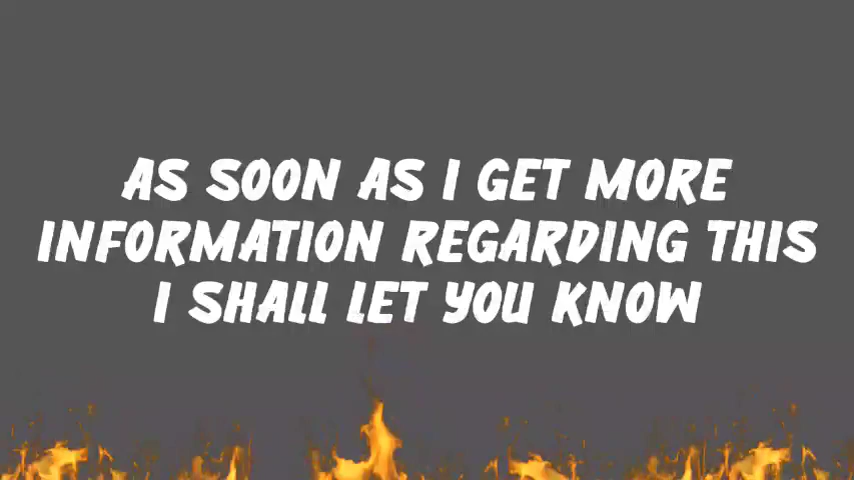 AS SOON AS I GET MORE
INFORMATION REGARDING THIS
I SHALL LET YOU KNOW